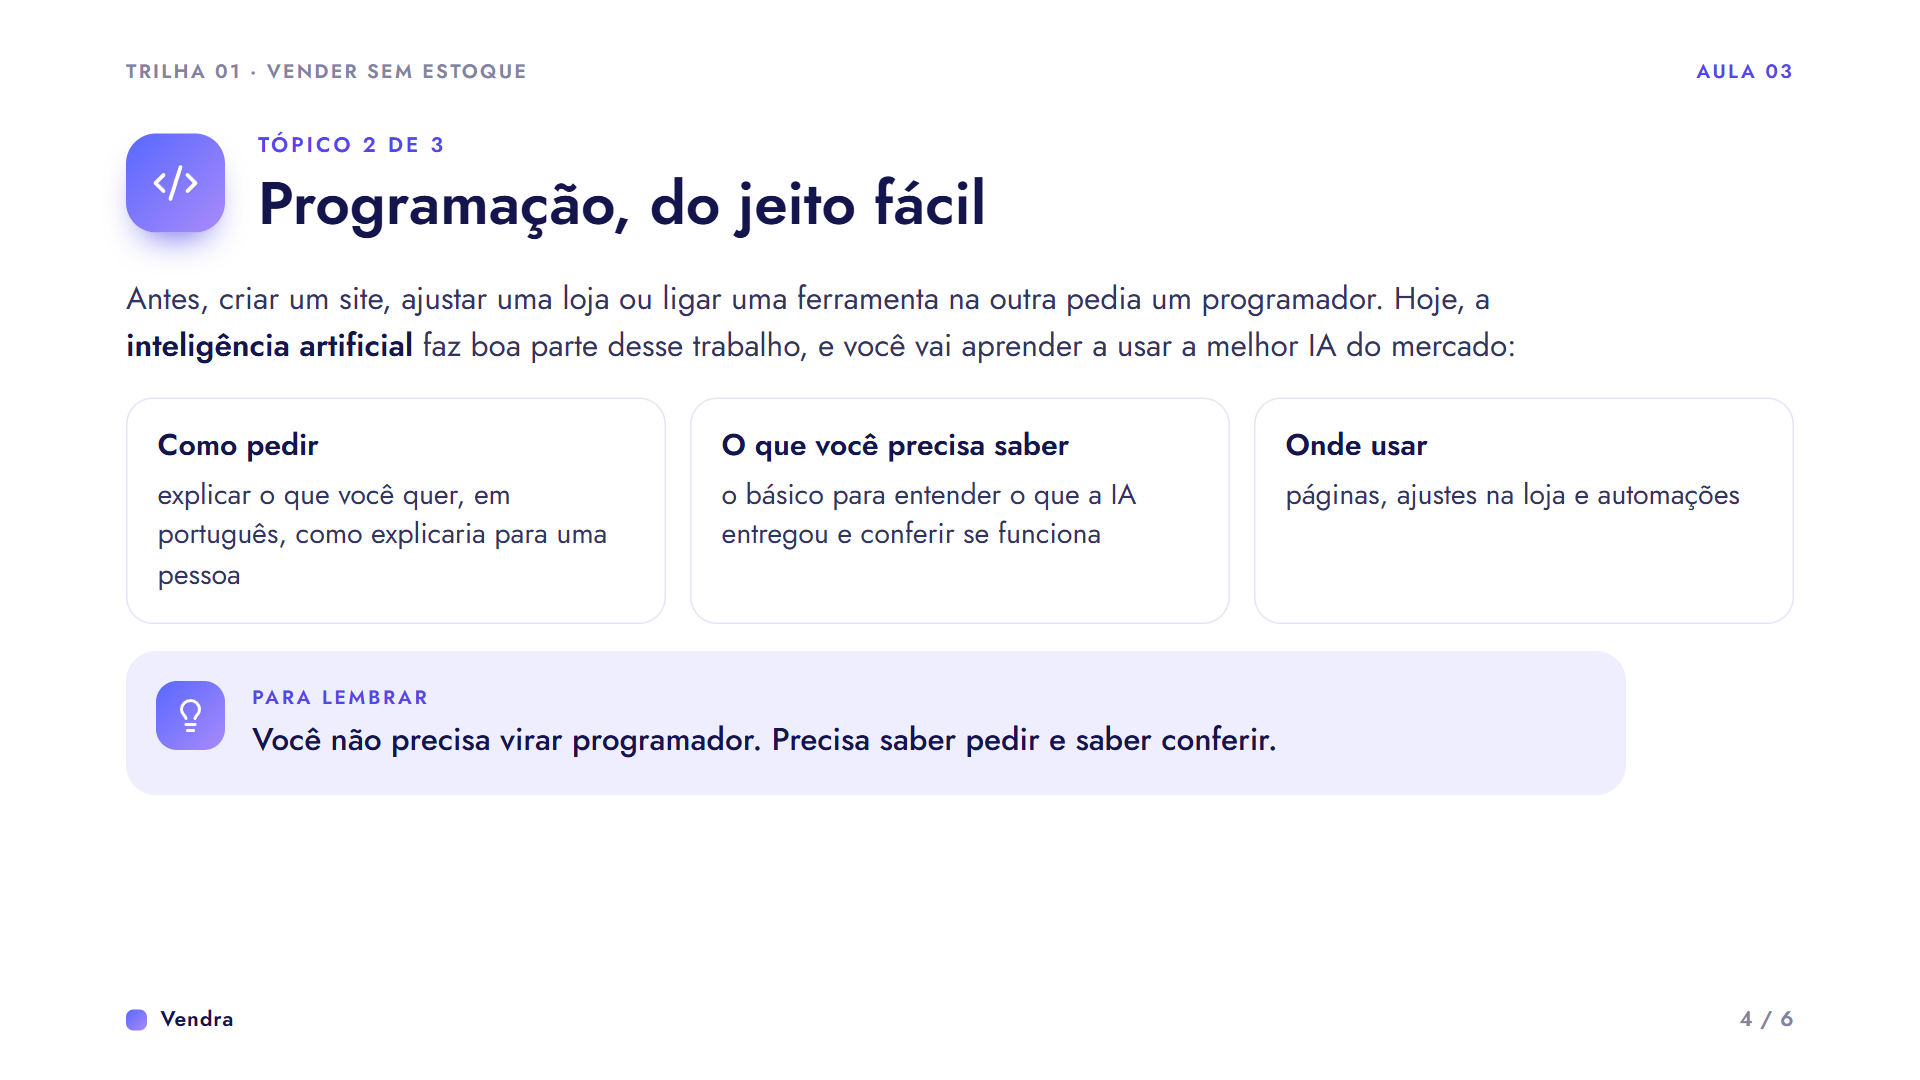 TRILHA 01 · VENDER SEM ESTOQUE
AULA 03
TÓPICO 2 DE 3
Programação, do jeito fácil
Antes, criar um site, ajustar uma loja ou ligar uma ferramenta na outra pedia um programador. Hoje, a
inteligência artificial faz boa parte desse trabalho, e você vai aprender a usar a melhor IA do mercado:
Como pedir
explicar o que você quer, em
português, como explicaria para uma
pessoa
O que você precisa saber
o básico para entender o que a IA
entregou e conferir se funciona
Onde usar
páginas, ajustes na loja e automações
PARA LEMBRAR
Você não precisa virar programador. Precisa saber pedir e saber conferir.
Vendra
4 / 6